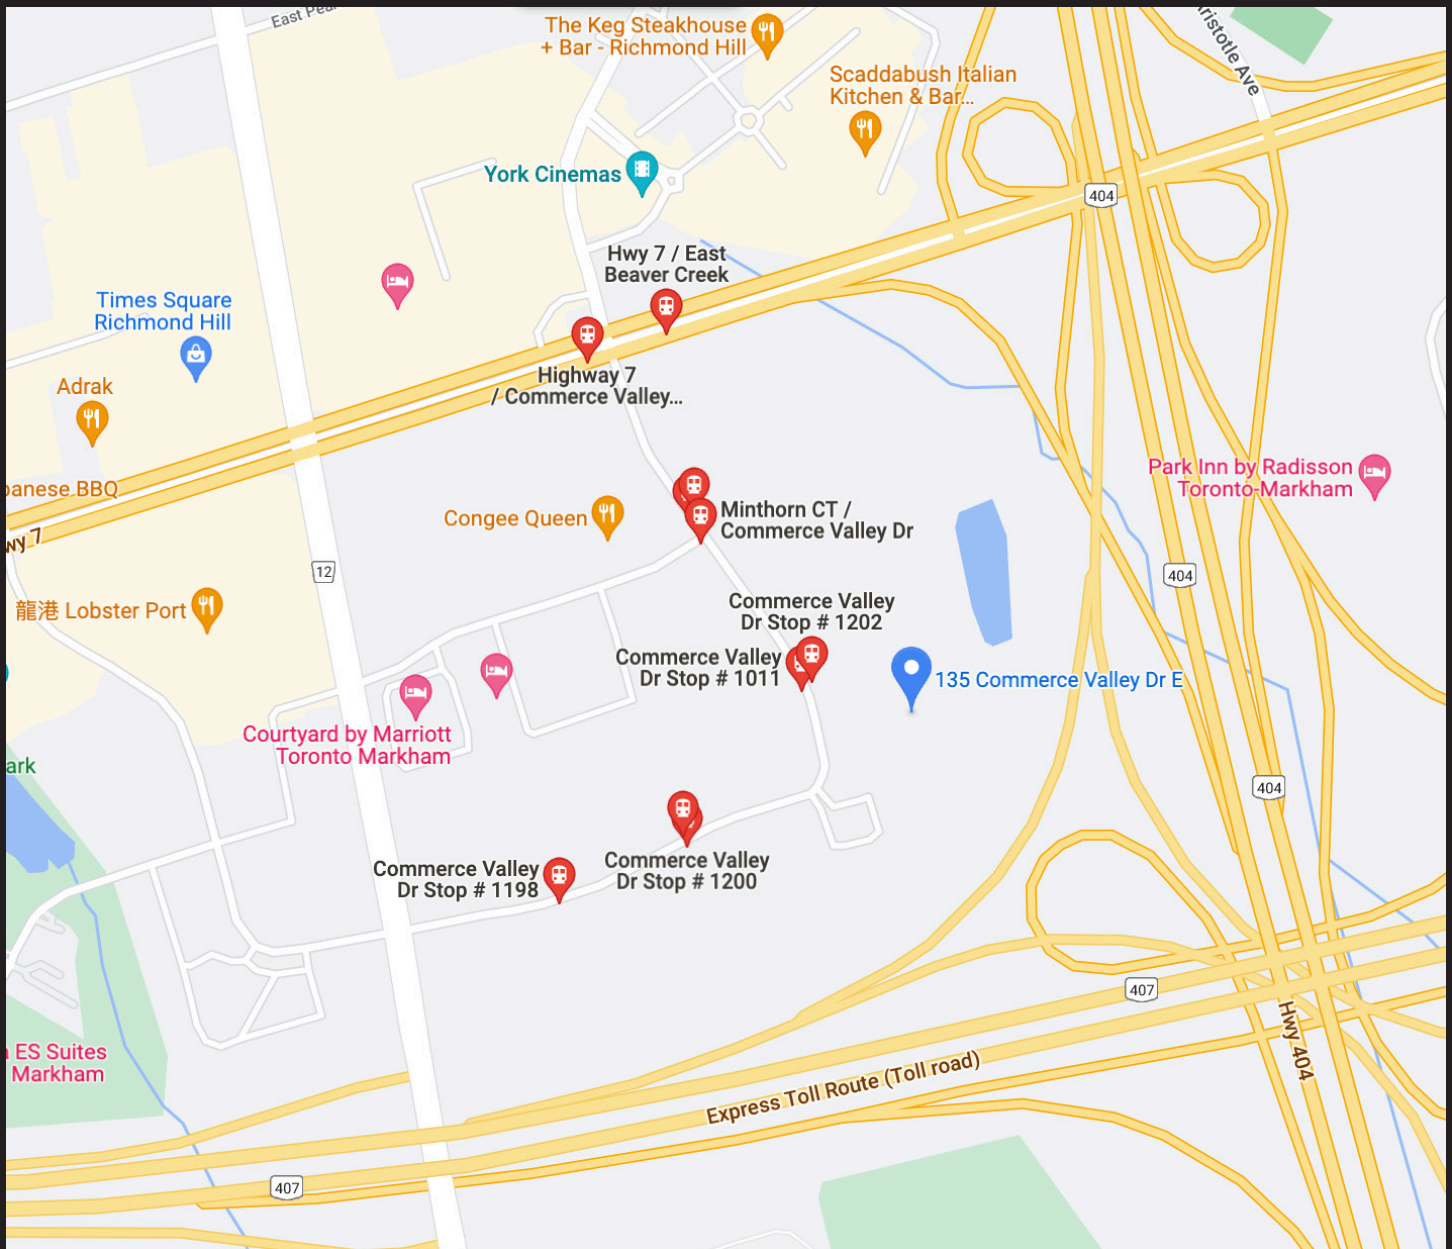 East Pea
The Keg Steakhouse
+ Bar - Richmond Hill
Scaddabush Italian
Kitchen & Bar...
ristotle Ave
York Cinemas
404
Hwy 7 / East
Beaver Creek
Times Square
Richmond Hill
Highway 7
/ Commerce Valley...
Adrak
panese BBQ
wy 7
Congee Queen
Minthorn CT /
Commerce Valley Dr
Park Inn by Radisson
Toronto-Markham
12
404
龍港 Lobster Port
Commerce Valley
Dr Stop # 1202
Commerce Valley
Dr Stop # 1011
135 Commerce Valley Dr E
Courtyard by Marriott
Toronto Markham
ark
404
Commerce Valley
Dr Stop # 1200
Commerce Valley
Dr Stop # 1198
407
Hwy 404
ES Suites
Markham
Express Toll Route (Toll road)
407